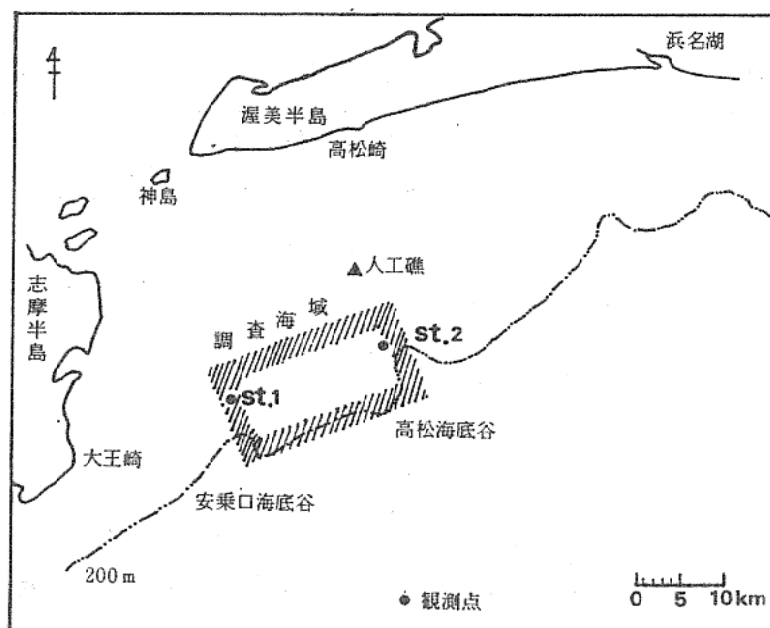 浜名湖
4
渥美半島
高松崎
神島
人工礁
志摩半島
調査海域
St.2
St.1
高松海底谷
大王崎
安乗口海底谷
200m
観測点
0 5 10km